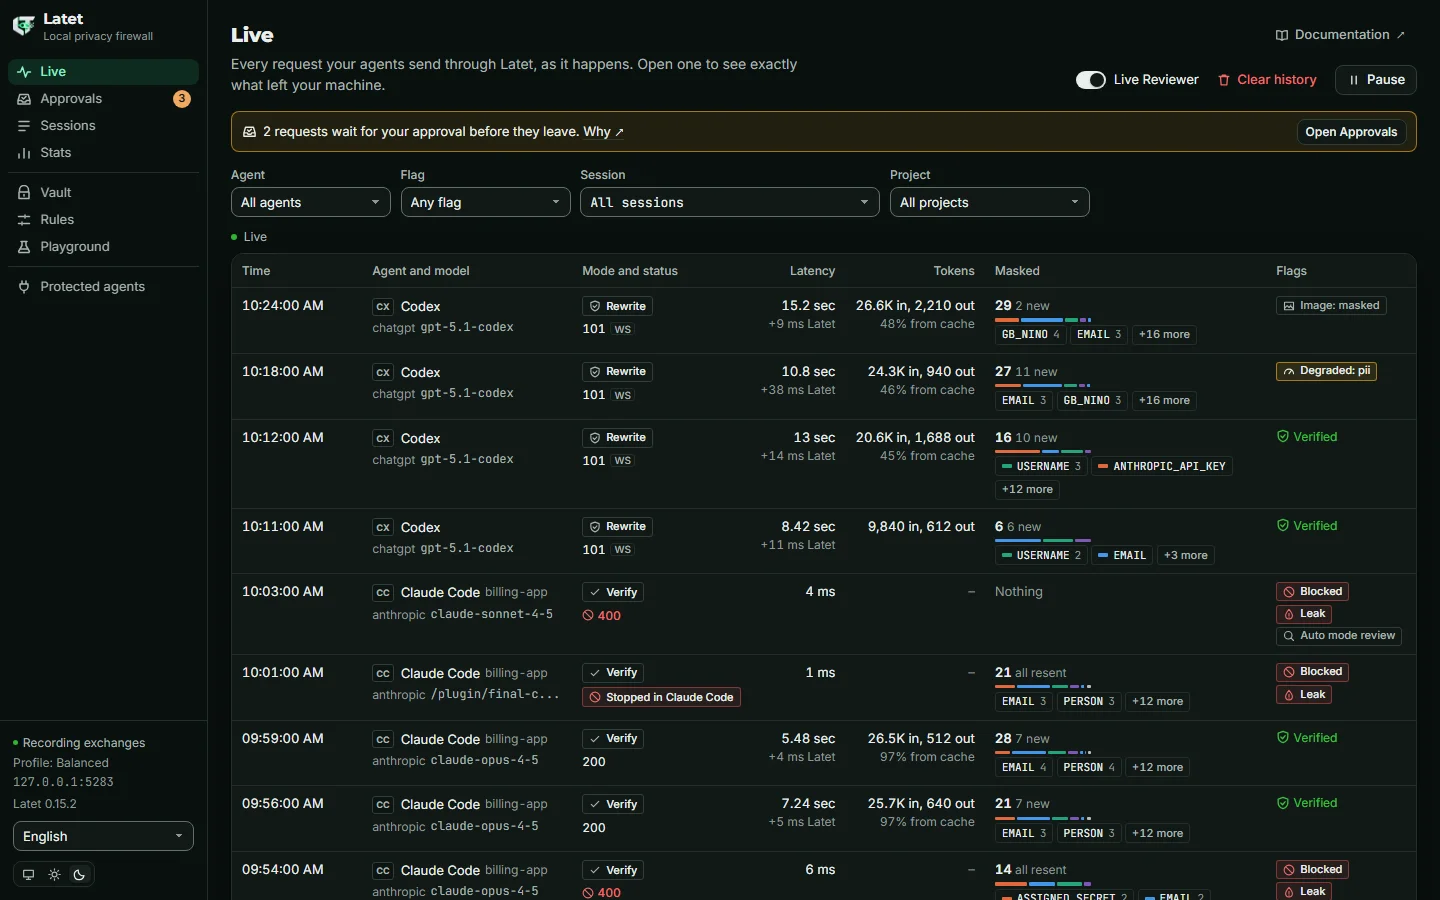 Latet
Local privacy firewall
Live
Approvals 3
Sessions
Stats
Vault
Rules
Playground
Protected agents
Recording exchanges
Profile: Balanced
127.0.0.1:5283
Latet 0.15.2
English
Live
Documentation ↗
Every request your agents send through Latet, as it happens. Open one to see exactly
what left your machine.
Live Reviewer Clear history Pause
2 requests wait for your approval before they leave. Why ↗ Open Approvals
Agent Flag Session Project
All agents Any flag All sessions All projects
Live
Time Agent and model Mode and status Latency Tokens Masked Flags
10:24:00 AM cx Codex Rewrite 15.2 sec 26.6K in, 2,210 out 29 2 new Image: masked
chatgpt gpt-5.1-codex 101 WS +9 ms Latet 48% from cache
GB_NINO 4 EMAIL 3 +16 more
10:18:00 AM cx Codex Rewrite 10.8 sec 24.3K in, 940 out 27 11 new Degraded: pii
chatgpt gpt-5.1-codex 101 WS +38 ms Latet 46% from cache
EMAIL 3 GB_NINO 3 +16 more
10:12:00 AM cx Codex Rewrite 13 sec 20.6K in, 1,688 out 16 10 new Verified
chatgpt gpt-5.1-codex 101 WS +14 ms Latet 45% from cache
USERNAME 3 ANTHROPIC_API_KEY
+12 more
10:11:00 AM cx Codex Rewrite 8.42 sec 9,840 in, 612 out 6 6 new Verified
chatgpt gpt-5.1-codex 101 WS +11 ms Latet
USERNAME 2 EMAIL +3 more
10:03:00 AM cc Claude Code billing-app Verify 4 ms – Nothing Blocked
anthropic claude-sonnet-4-5 400 Leak
Auto mode review
10:01:00 AM cc Claude Code billing-app Verify 1 ms – 21 all resent Blocked
anthropic /plugin/final-c... Stopped in Claude Code Leak
EMAIL 3 PERSON 3 +12 more
09:59:00 AM cc Claude Code billing-app Verify 5.48 sec 26.5K in, 512 out 28 7 new Verified
anthropic claude-opus-4-5 200 +4 ms Latet 97% from cache
EMAIL 4 PERSON 4 +12 more
09:56:00 AM cc Claude Code billing-app Verify 7.24 sec 25.7K in, 640 out 21 7 new Verified
anthropic claude-opus-4-5 200 +5 ms Latet 97% from cache
EMAIL 3 PERSON 3 +12 more
09:54:00 AM cc Claude Code billing-app Verify 6 ms – 14 all resent Blocked
anthropic claude-opus-4-5 400 Leak
ASSIGNED_SECRET 2 EMAIL 2